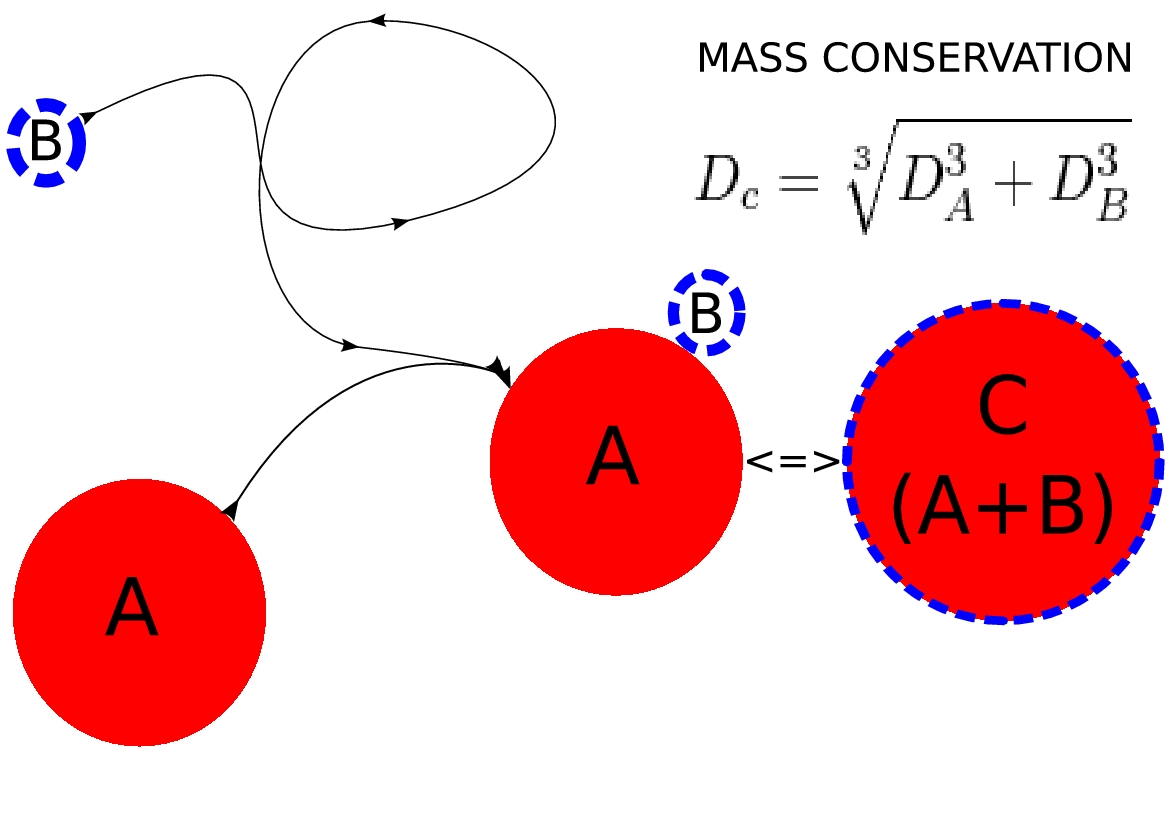 MASS CONSERVATION
B
D_c = ∛(D_A^3 + D_B^3)
B
A
<=>
C
(A+B)
A